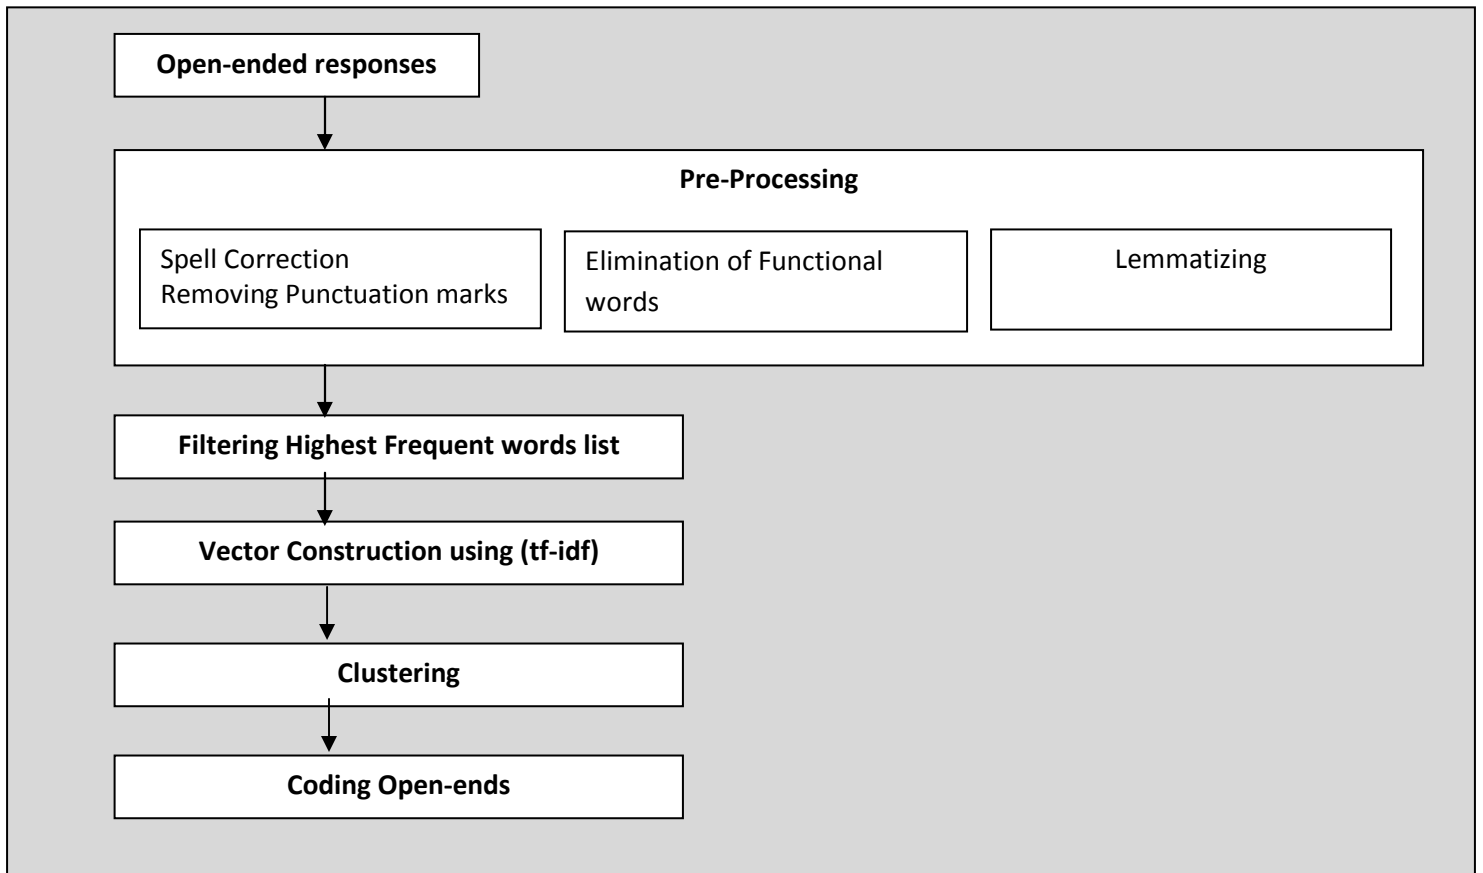 Open-ended responses
Pre-Processing
Spell Correction
Removing Punctuation marks
Elimination of Functional
words
Lemmatizing
Filtering Highest Frequent words list
Vector Construction using (tf-idf)
Clustering
Coding Open-ends